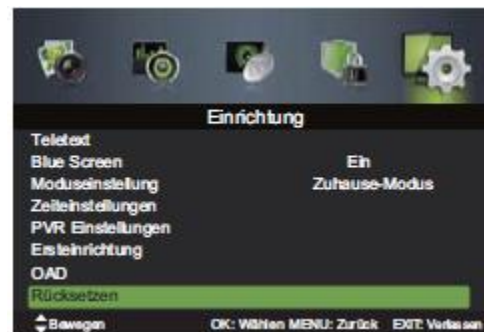 Einrichtung
Teletext
Blue Screen Ein
Moduseinstellung Zuhause-Modus
Zeiteinstellungen
PVR Einstellungen
Ersteinrichtung
OAD
Rücksetzen
Bewegen OK: Wählen MENU: Zurück EXIT: Verlassen